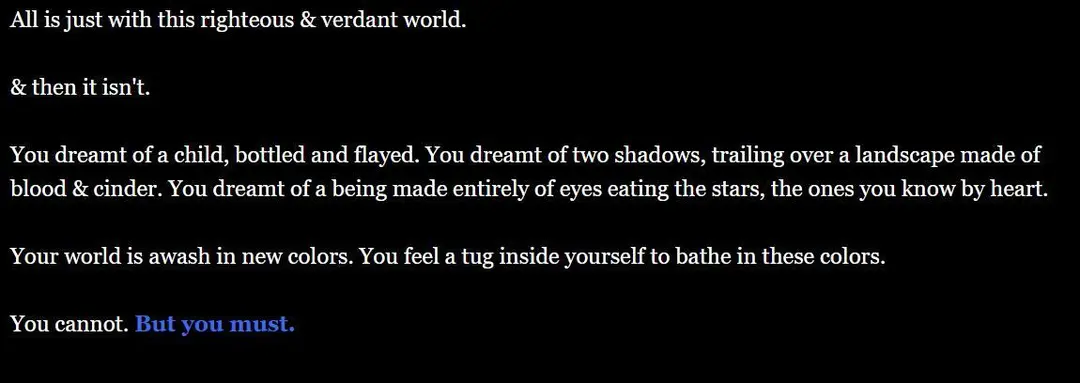 All is just with this righteous & verdant world.
& then it isn't.
You dreamt of a child, bottled and flayed. You dreamt of two shadows, trailing over a landscape made of
blood & cinder. You dreamt of a being made entirely of eyes eating the stars, the ones you know by heart.
Your world is awash in new colors. You feel a tug inside yourself to bathe in these colors.
You cannot. But you must.